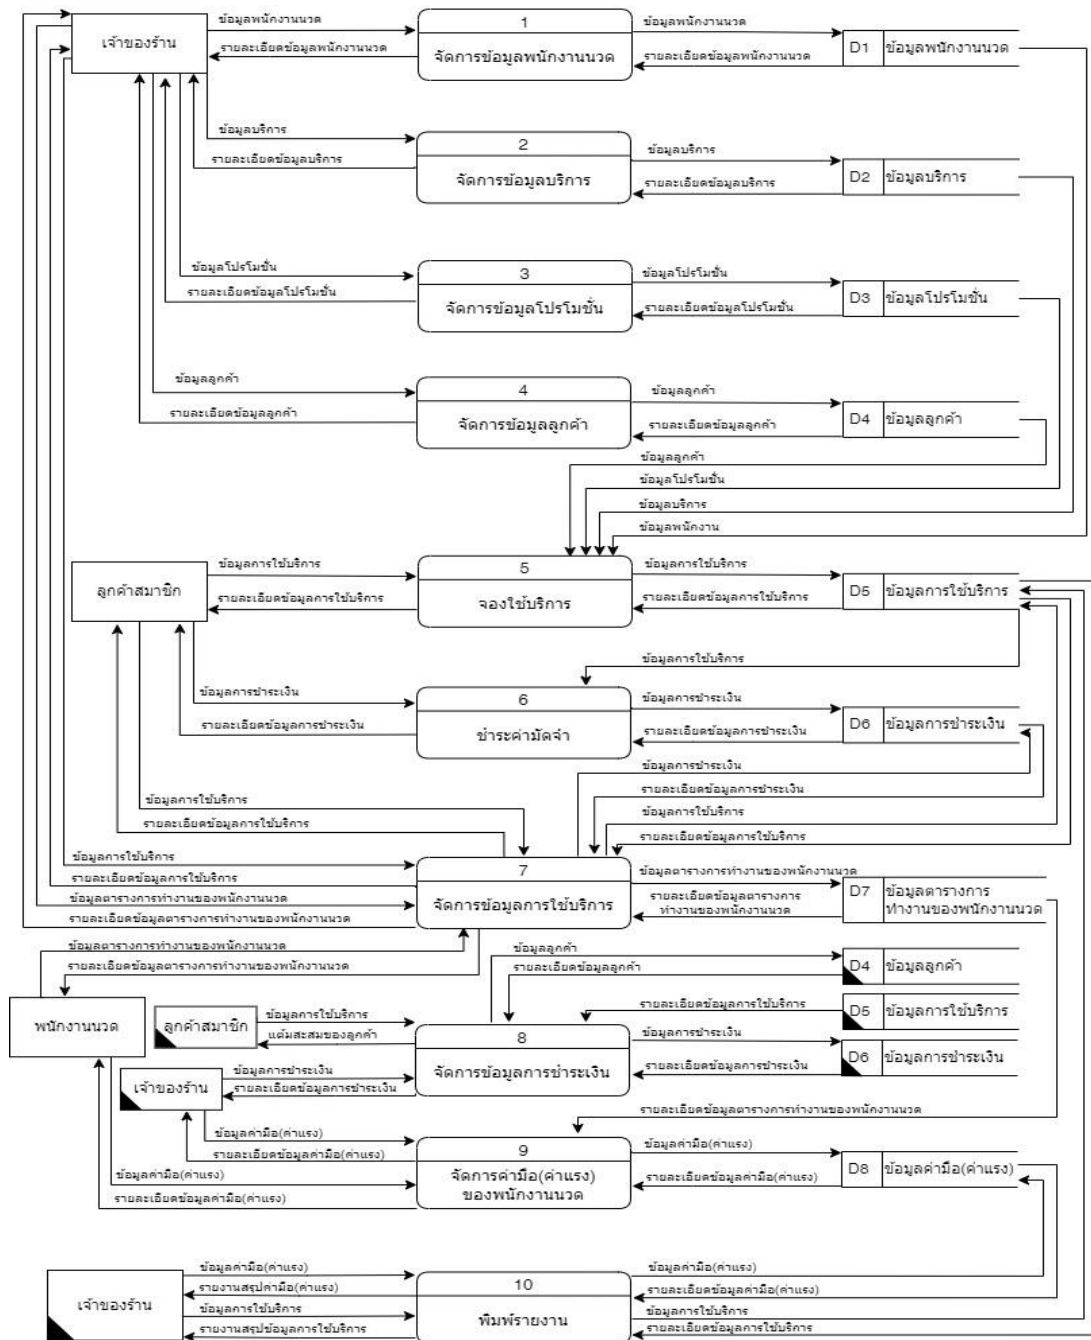 เจ้าของร้าน
ข้อมูลพนักงานนวด
รายละเอียดข้อมูลพนักงานนวด
1
จัดการข้อมูลพนักงานนวด
ข้อมูลพนักงานนวด
รายละเอียดข้อมูลพนักงานนวด
D1 ข้อมูลพนักงานนวด
ข้อมูลบริการ
รายละเอียดข้อมูลบริการ
2
จัดการข้อมูลบริการ
ข้อมูลบริการ
รายละเอียดข้อมูลบริการ
D2 ข้อมูลบริการ
ข้อมูลโปรโมชั่น
รายละเอียดข้อมูลโปรโมชั่น
3
จัดการข้อมูลโปรโมชั่น
ข้อมูลโปรโมชั่น
รายละเอียดข้อมูลโปรโมชั่น
D3 ข้อมูลโปรโมชั่น
ข้อมูลลูกค้า
รายละเอียดข้อมูลลูกค้า
4
จัดการข้อมูลลูกค้า
ข้อมูลลูกค้า
รายละเอียดข้อมูลลูกค้า
D4 ข้อมูลลูกค้า
ข้อมูลลูกค้า
ข้อมูลโปรโมชั่น
ข้อมูลบริการ
ข้อมูลพนักงาน
ลูกค้าสมาชิก
ข้อมูลการใช้บริการ
รายละเอียดข้อมูลการใช้บริการ
5
จองใช้บริการ
ข้อมูลการใช้บริการ
รายละเอียดข้อมูลการใช้บริการ
D5 ข้อมูลการใช้บริการ
ข้อมูลการใช้บริการ
ข้อมูลการชำระเงิน
รายละเอียดข้อมูลการชำระเงิน
6
ชำระค่ามัดจำ
ข้อมูลการชำระเงิน
รายละเอียดข้อมูลการชำระเงิน
D6 ข้อมูลการชำระเงิน
ข้อมูลการชำระเงิน
รายละเอียดข้อมูลการชำระเงิน
ข้อมูลการใช้บริการ
รายละเอียดข้อมูลการใช้บริการ
ข้อมูลการใช้บริการ
รายละเอียดข้อมูลการใช้บริการ
ข้อมูลการใช้บริการ
รายละเอียดข้อมูลการใช้บริการ
ข้อมูลตารางการทำงานของพนักงานนวด
รายละเอียดข้อมูลตารางการทำงานของพนักงานนวด
7
จัดการข้อมูลการใช้บริการ
ข้อมูลตารางการทำงานของพนักงานนวด
รายละเอียดข้อมูลตารางการ
ทำงานของพนักงานนวด
D7 ข้อมูลตารางการ
ทำงานของพนักงานนวด
ข้อมูลตารางการทำงานของพนักงานนวด
รายละเอียดข้อมูลตารางการทำงานของพนักงานนวด
ข้อมูลลูกค้า
รายละเอียดข้อมูลลูกค้า
D4 ข้อมูลลูกค้า
พนักงานนวด
ลูกค้าสมาชิก
ข้อมูลการใช้บริการ
แต้มสะสมของลูกค้า
รายละเอียดข้อมูลการใช้บริการ
D5 ข้อมูลการใช้บริการ
8
จัดการข้อมูลการชำระเงิน
ข้อมูลการชำระเงิน
รายละเอียดข้อมูลการชำระเงิน
D6 ข้อมูลการชำระเงิน
เจ้าของร้าน
ข้อมูลการชำระเงิน
รายละเอียดข้อมูลการชำระเงิน
รายละเอียดข้อมูลตารางการทำงานของพนักงานนวด
ข้อมูลค่ามือ(ค่าแรง)
รายละเอียดข้อมูลค่ามือ(ค่าแรง)
ข้อมูลค่ามือ(ค่าแรง)
รายละเอียดข้อมูลค่ามือ(ค่าแรง)
9
จัดการค่ามือ(ค่าแรง)
ของพนักงานนวด
ข้อมูลค่ามือ(ค่าแรง)
รายละเอียดข้อมูลค่ามือ(ค่าแรง)
D8 ข้อมูลค่ามือ(ค่าแรง)
เจ้าของร้าน
ข้อมูลค่ามือ(ค่าแรง)
รายงานสรุปค่ามือ(ค่าแรง)
ข้อมูลการใช้บริการ
รายงานสรุปข้อมูลการใช้บริการ
10
พิมพ์รายงาน
ข้อมูลค่ามือ(ค่าแรง)
รายละเอียดข้อมูลค่ามือ(ค่าแรง)
ข้อมูลการใช้บริการ
รายละเอียดข้อมูลการใช้บริการ